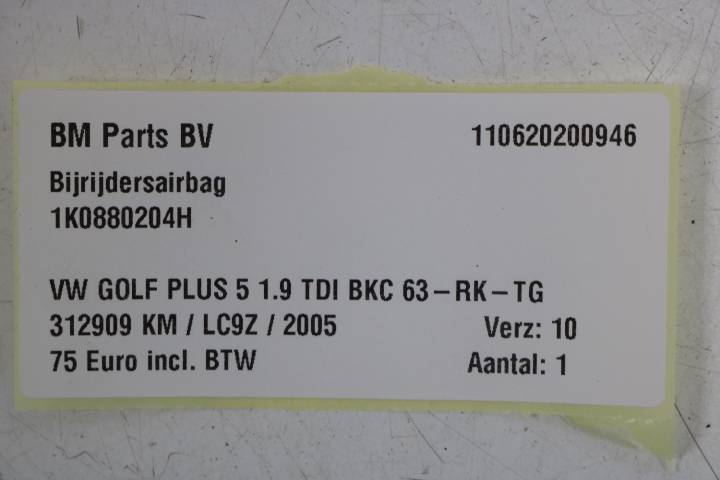 BM Parts BV 110620200946
Bijrijdersairbag
1K0880204H
VW GOLF PLUS 5 1.9 TDI BKC 63-RK-TG
312909 KM / LC9Z / 2005 Verz: 10
75 Euro incl. BTW Aantal: 1